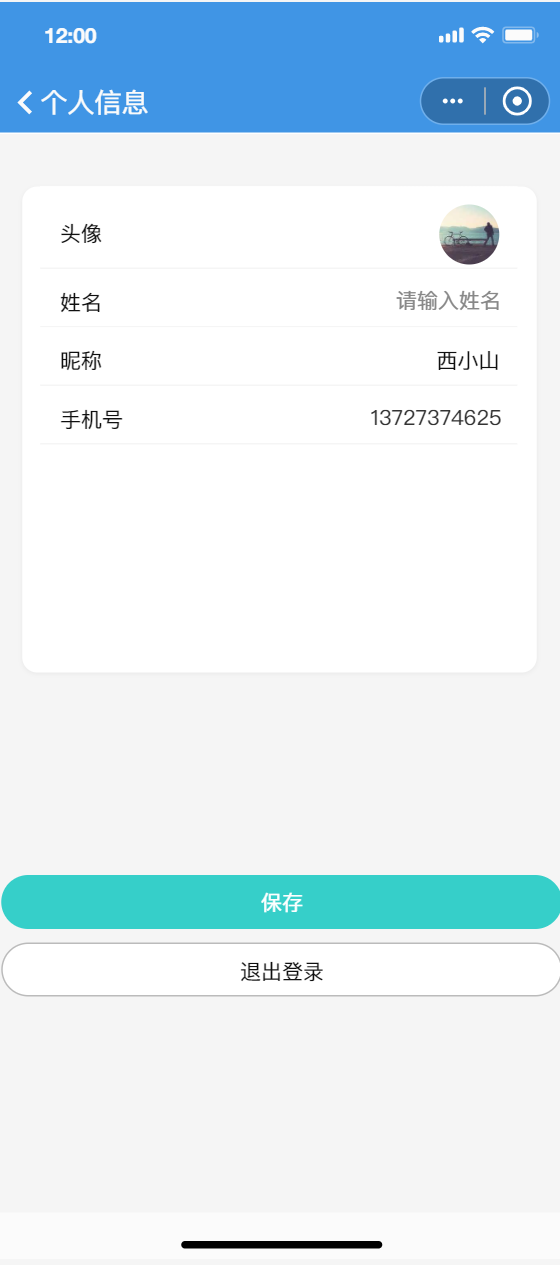 12:00
个人信息
头像
姓名 请输入姓名
昵称 西小山
手机号 13727374625
保存
退出登录